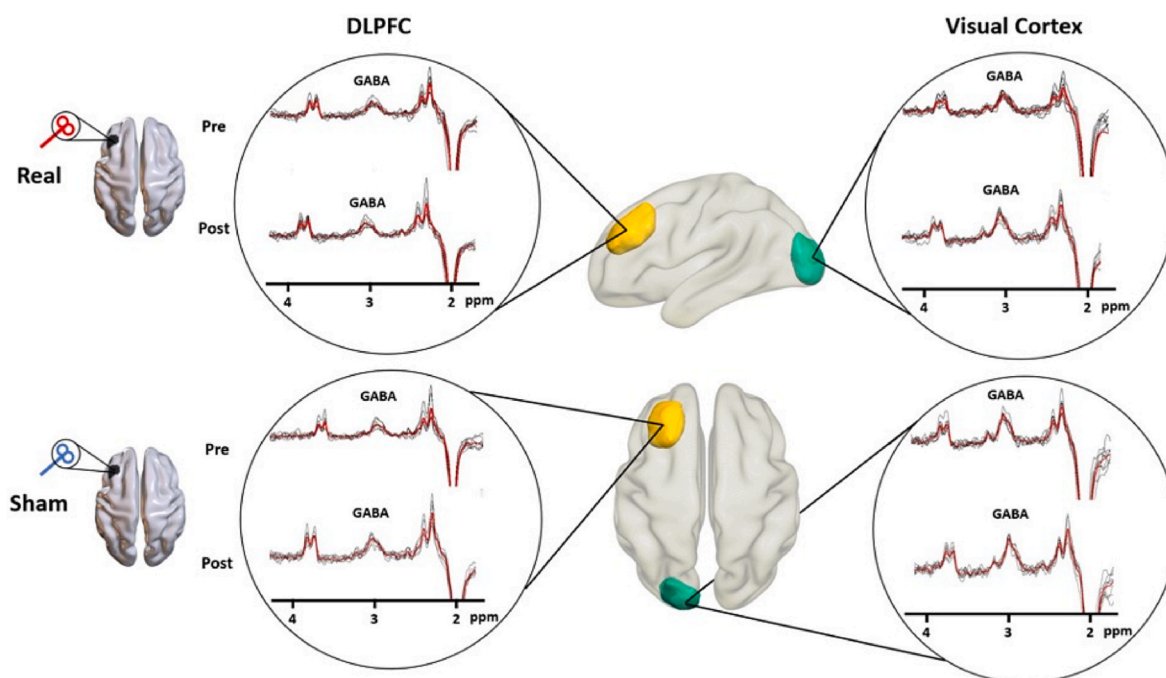 DLPFC
Visual Cortex
Real
Pre
GABA
GABA
Post
GABA
GABA
4 3 2 ppm
4 3 2 ppm
Sham
Pre
GABA
GABA
Post
GABA
GABA
4 3 2 ppm
4 3 2 ppm